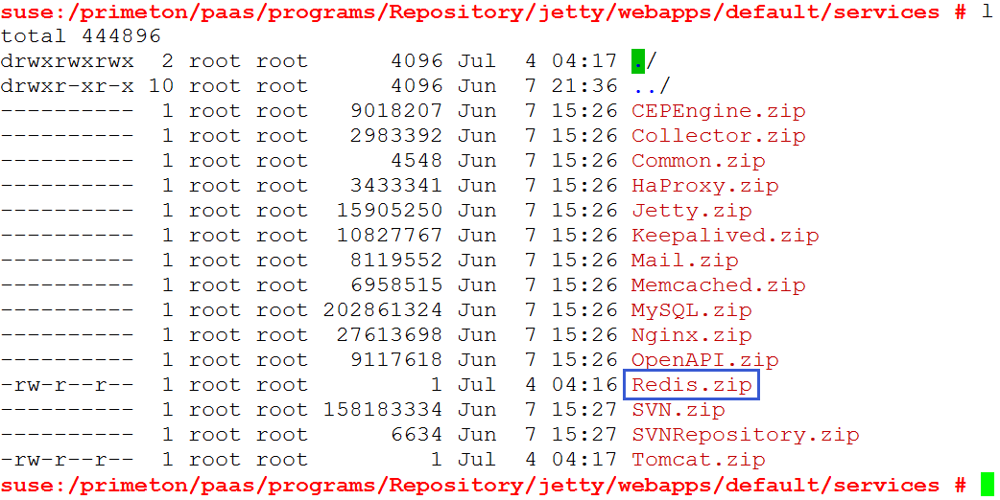 suse:/primeton/paas/programs/Repository/jetty/webapps/default/services # l
total 444896
drwxrwxrwx  2 root root      4096 Jul  4 04:17 ./
drwxr-xr-x 10 root root      4096 Jun  7 21:36 ../
----------  1 root root   9018207 Jun  7 15:26 CEPEngine.zip
----------  1 root root   2983392 Jun  7 15:26 Collector.zip
----------  1 root root      4548 Jun  7 15:26 Common.zip
----------  1 root root   3433341 Jun  7 15:26 HaProxy.zip
----------  1 root root  15905250 Jun  7 15:26 Jetty.zip
----------  1 root root  10827767 Jun  7 15:26 Keepalived.zip
----------  1 root root   8119552 Jun  7 15:26 Mail.zip
----------  1 root root   6958515 Jun  7 15:26 Memcached.zip
----------  1 root root 202861324 Jun  7 15:26 MySQL.zip
----------  1 root root  27613698 Jun  7 15:26 Nginx.zip
----------  1 root root   9117618 Jun  7 15:26 OpenAPI.zip
-rw-r--r--  1 root root         1 Jul  4 04:16 Redis.zip
----------  1 root root 158183334 Jun  7 15:27 SVN.zip
----------  1 root root      6634 Jun  7 15:27 SVNRepository.zip
-rw-r--r--  1 root root         1 Jul  4 04:17 Tomcat.zip
suse:/primeton/paas/programs/Repository/jetty/webapps/default/services #